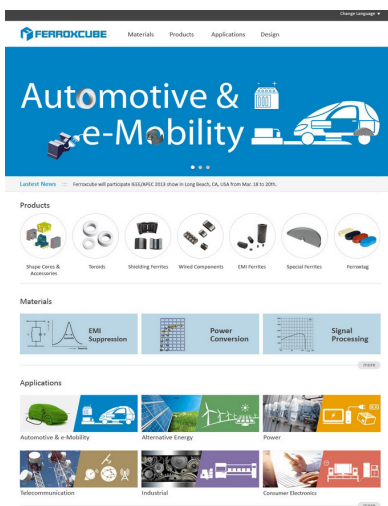 Change Language
FERROXCUBE
Materials Products Applications Design
Automotive &
e-Mobility
Lastest News
Ferroxcube will participate IEEE/APEC 2013 show in Long Beach, CA, USA from Mar. 18 to 20th.
Products
Shape Cores & Accessories
Toroids
Shielding Ferrites
Wired Components
EMI Ferrites
Special Ferrites
Ferroxtag
Materials
EMI
Suppression
Power
Conversion
Signal
Processing
more
Applications
Automotive & e-Mobility
Alternative Energy
Power
Telecommunication
Industrial
Consumer Electronics
more